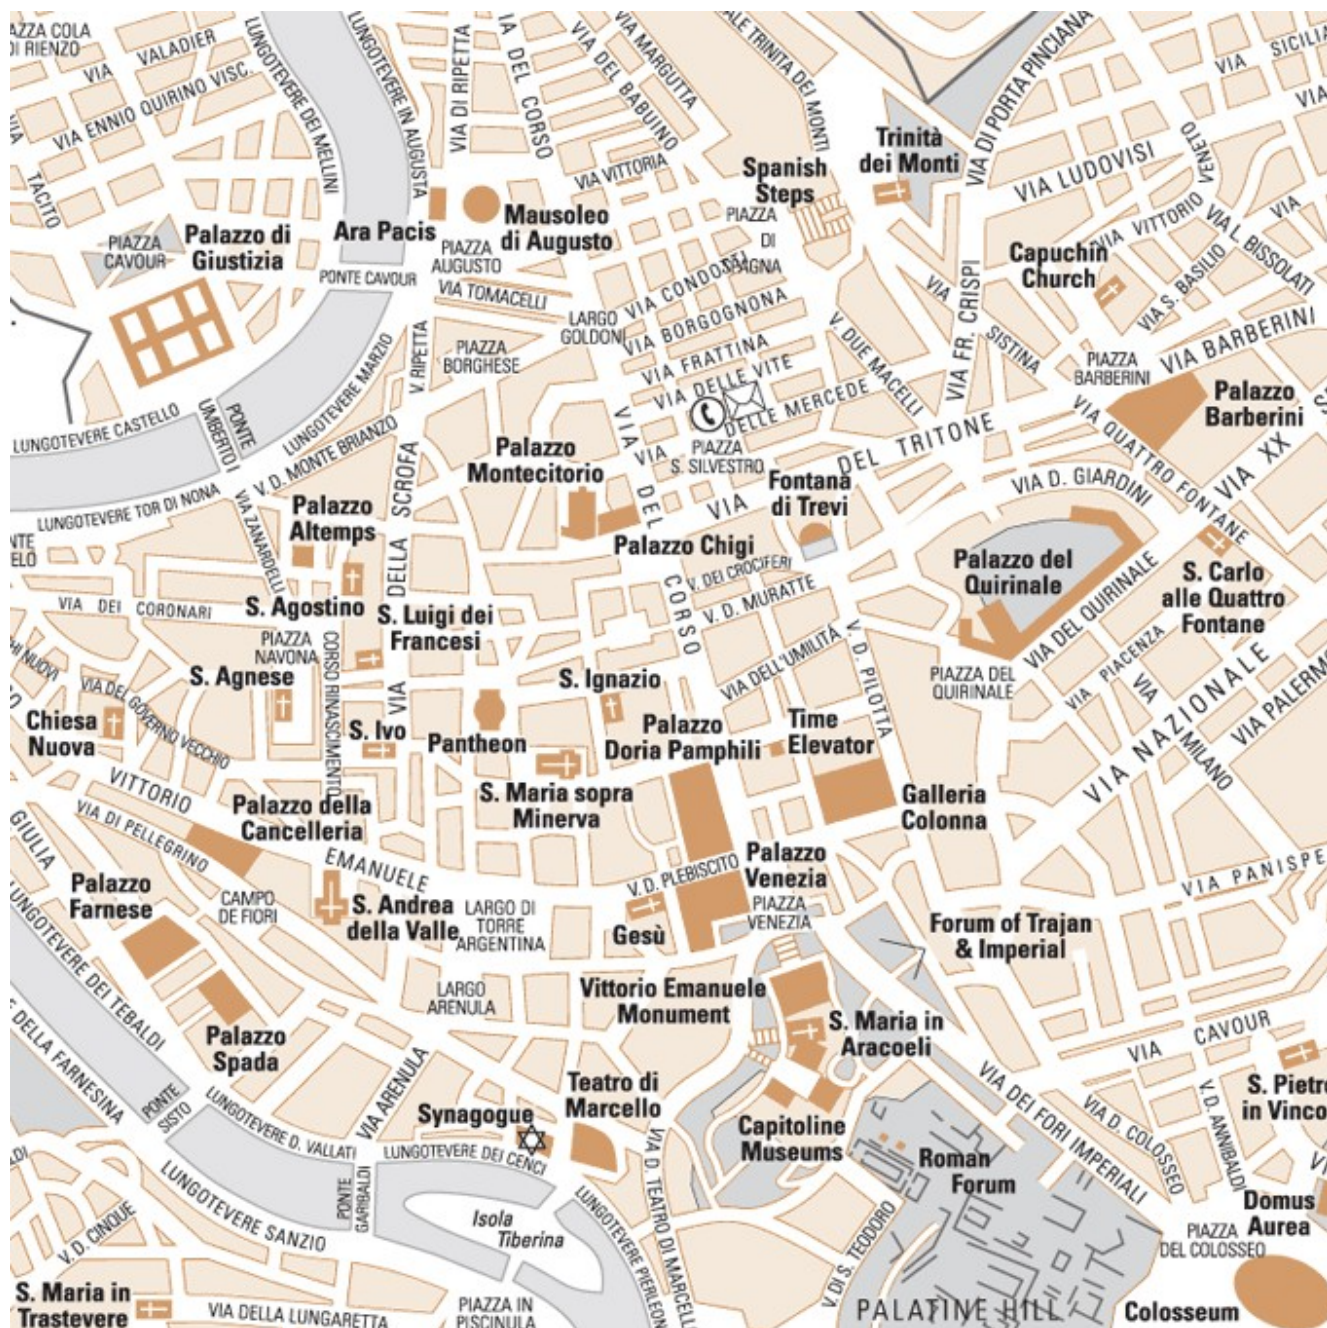 AZZA COLA
DI RIENZO
VIA VALADIER
VIA ENNIO QUIRINO VISC.
TACITO
LUNGOTEVERE DEI MELLINI
LUNGOTEVERE IN AUGUSTA
VIA DI RIPETTA
VIA DEL CORSO
VIA DEL BABUINO
VIA MARGUTTA
ALE TRINITA DEI MONTI
VIA DI PORTA PINCIANA
VIA SICILIA
VIA
Trinità
dei Monti
Spanish
Steps
VIA VITTORIA
VIA LUDOVISI
VENETO
VIA VITTORIO
VIA L. BISSOLATI
VIA
PIAZZA
CAVOUR
Palazzo di
Giustizia
Ara Pacis
Mausoleo
di Augusto
PIAZZA
AUGUSTO
PIAZZA
DI
SPAGNA
Capuchin
Church
VIA S. BASILIO
PONTE CAVOUR
VIA TOMACELLI
VIA CONDOTTI
VIA BORGOGNONA
VIA FRATTINA
VIA DELLE VITE
DELLE MERCEDE
V. DUE MACELLI
VIA FR. CRISPI
VIA SISTINA
LARGO
GOLDONI
PIAZZA
BORGHESE
V. RIPETTA
LUNGOTEVERE MARZIO
PIAZZA
BARBERINI
VIA BARBERINI
Palazzo
Barberini
LUNGOTEVERE CASTELLO
PONTE
UMBERTO I
V. D. MONTE BRIANZO
VIA DELLA SCROFA
Palazzo
Montecitorio
VIA
VIA DEL CORSO
PIAZZA
S. SILVESTRO
VIA DEL TRITONE
VIA QUATTRO FONTANE
VIA XX
VIA D. GIARDINI
Fontana
di Trevi
LUNGOTEVERE TOR DI NONA
VIA ZANARDELLI
Palazzo
Altemps
Palazzo Chigi
V. DEI CROCIFERI
V. D. MURATTE
Palazzo del
Quirinale
S. Carlo
alle Quattro
Fontane
NTE
ELO
VIA DEI CORONARI
S. Agostino
S. Luigi dei
Francesi
VIA DELL'UMILITÁ
V. D. PILOTTA
PIAZZA DEL
QUIRINALE
VIA DEL QUIRINALE
VIA PIACENZA
VIA MILANO
VIA NAZIONALE
VIA PALERMO
HI NUOVI
PIAZZA
NAVONA
CORSO RINASCIMENTO
S. Agnese
VIA DEL GOVERNO VECCHIO
Chiesa
Nuova
S. Ivo
Pantheon
S. Ignazio
Palazzo
Doria Pamphili
Time
Elevator
S. Maria sopra
Minerva
Galleria
Colonna
VITTORIO
EMANUELE
VIA DI PELLEGRINO
Palazzo della
Cancelleria
GIULIA
Palazzo
Farnese
CAMPO
DE FIORI
S. Andrea
della Valle
LARGO DI
TORRE
ARGENTINA
Gesù
V. D. PLEBISCITO
Palazzo
Venezia
PIAZZA
VENEZIA
VIA PANISPE
Forum of Trajan
& Imperial
LUNGOTEVERE DEI TEBALDI
E DELLA FARNESINA
LARGO
ARENULA
Vittorio Emanuele
Monument
S. Maria in
Aracoeli
Palazzo
Spada
VIA CAVOUR
S. Pietro
in Vinco
PONTE
SISTO
LUNGOTEVERE D. VALLATI
VIA ARENULA
Synagogue
Teatro di
Marcello
Capitoline
Museums
VIA DEI FORI IMPERIALI
VIA D. COLOSSEO
V. D. ANNIBALDI
LUNGOTEVERE DEI CENCI
VIA D. TEATRO DI MARCELLO
Roman
Forum
Domus
Aurea
LUNGOTEVERE SANZIO
PONTE
GARIBALDI
Isola
Tiberina
LUNGOTEVERE PIERLEON
V. DI S. TEODORO
PIAZZA
DEL COLOSSEO
V. D. CINQUE
S. Maria in
Trastevere
VIA DELLA LUNGARETTA
PIAZZA IN
PISCINULA
PALATINE HILL
Colosseum